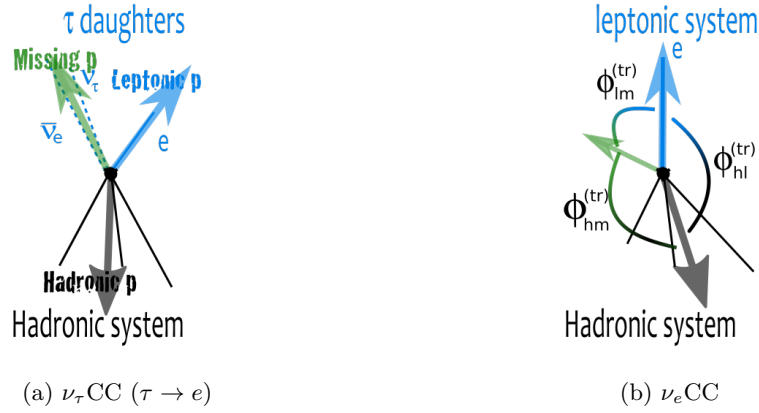 τ daughters
Missing p
ν_τ
Leptonic p
ν̅_e
e
Hadronic p
Hadronic system
(a) ν_τCC (τ → e)
leptonic system
e
ϕ_lm^(tr)
ϕ_hl^(tr)
ϕ_hm^(tr)
Hadronic system
(b) ν_eCC